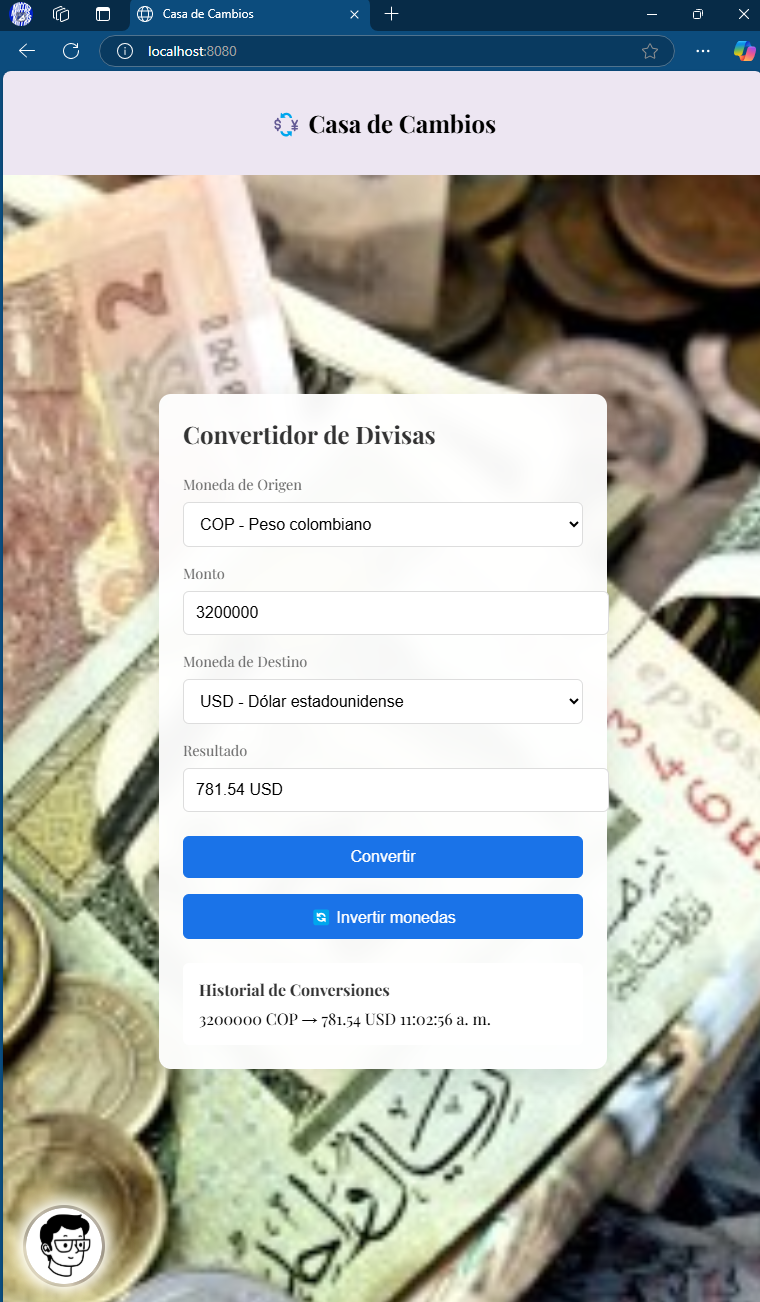 Casa de Cambios
localhost:8080
$ ¥ Casa de Cambios
Convertidor de Divisas
Moneda de Origen
COP - Peso colombiano
Monto
3200000
Moneda de Destino
USD - Dólar estadounidense
Resultado
781.54 USD
Convertir
Invertir monedas
Historial de Conversiones
3200000 COP → 781.54 USD 11:02:56 a. m.